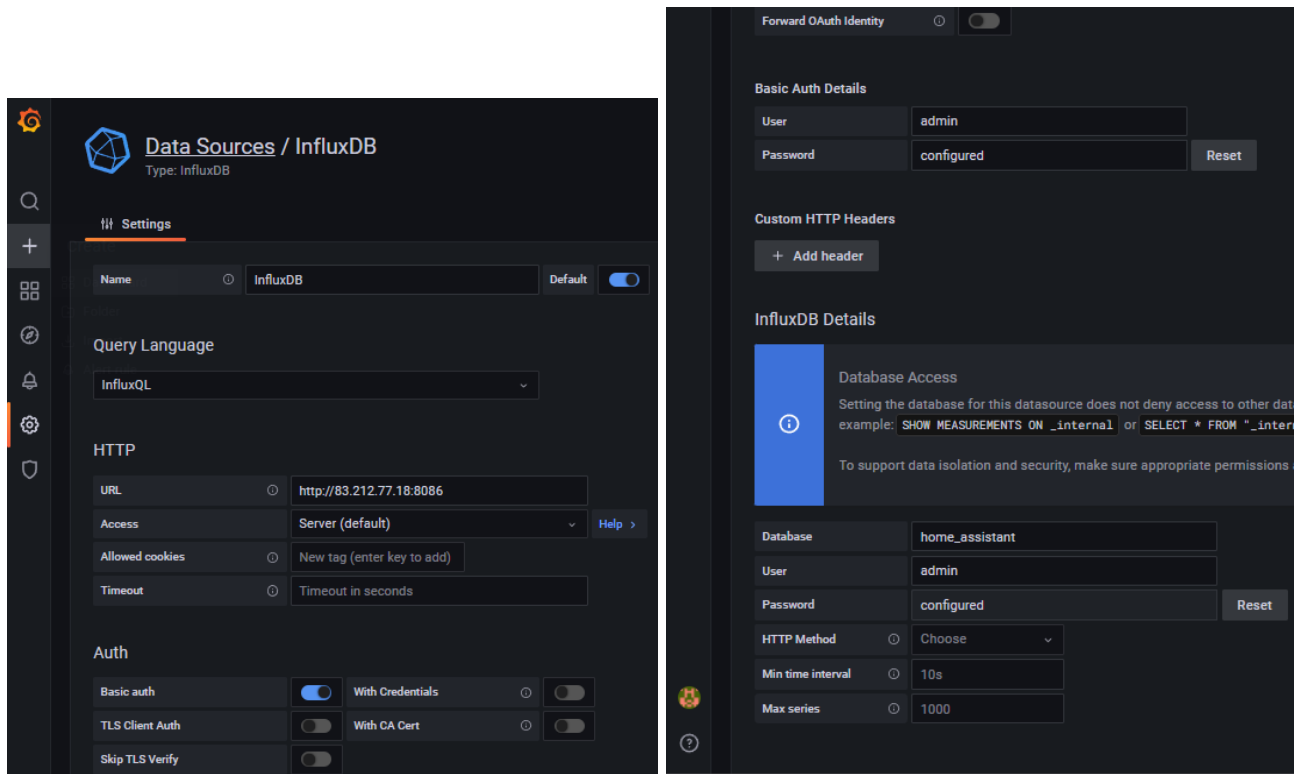 Data Sources / InfluxDB
Type: InfluxDB
Settings
Name InfluxDB Default
Query Language
InfluxQL
HTTP
URL http://83.212.77.18:8086
Access Server (default) Help >
Allowed cookies New tag (enter key to add)
Timeout Timeout in seconds
Auth
Basic auth With Credentials
TLS Client Auth With CA Cert
Skip TLS Verify
Forward OAuth Identity
Basic Auth Details
User admin
Password configured Reset
Custom HTTP Headers
+ Add header
InfluxDB Details
Database Access
Setting the database for this datasource does not deny access to other dat
example: SHOW MEASUREMENTS ON _internal or SELECT * FROM "_inter
To support data isolation and security, make sure appropriate permissions
Database home_assistant
User admin
Password configured Reset
HTTP Method Choose
Min time interval 10s
Max series 1000